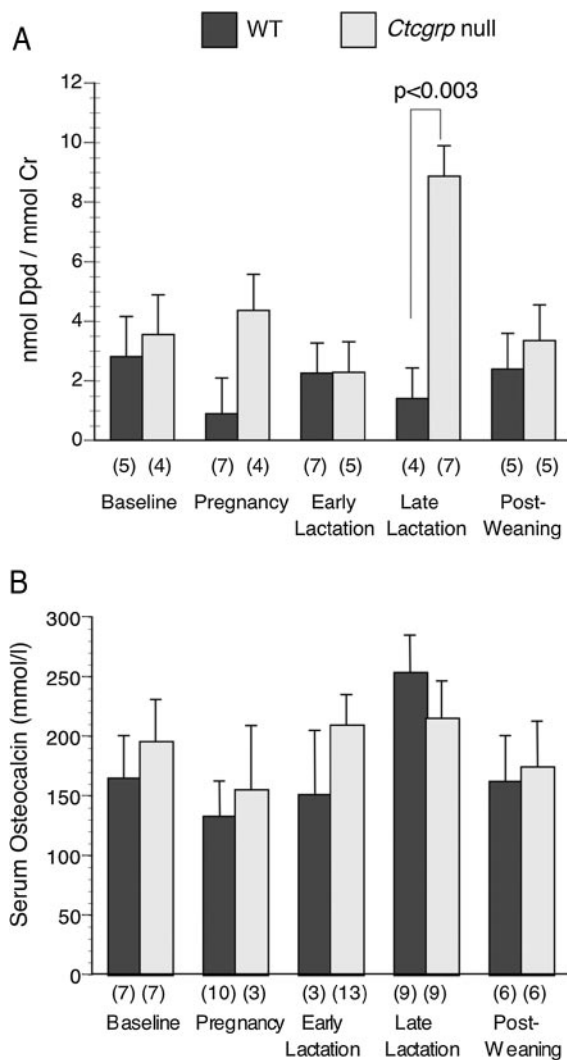 WT Ctcgrp null
A
p<0.003
nmol Dpd / mmol Cr
12
10
8
6
4
2
0
(5) (4) (7) (4) (7) (5) (4) (7) (5) (5)
Baseline Pregnancy Early Late Post-
Lactation Lactation Weaning
B
Serum Osteocalcin (mmol/l)
300
250
200
150
100
50
0
(7) (7) (10) (3) (3) (13) (9) (9) (6) (6)
Baseline Pregnancy Early Late Post-
Lactation Lactation Weaning